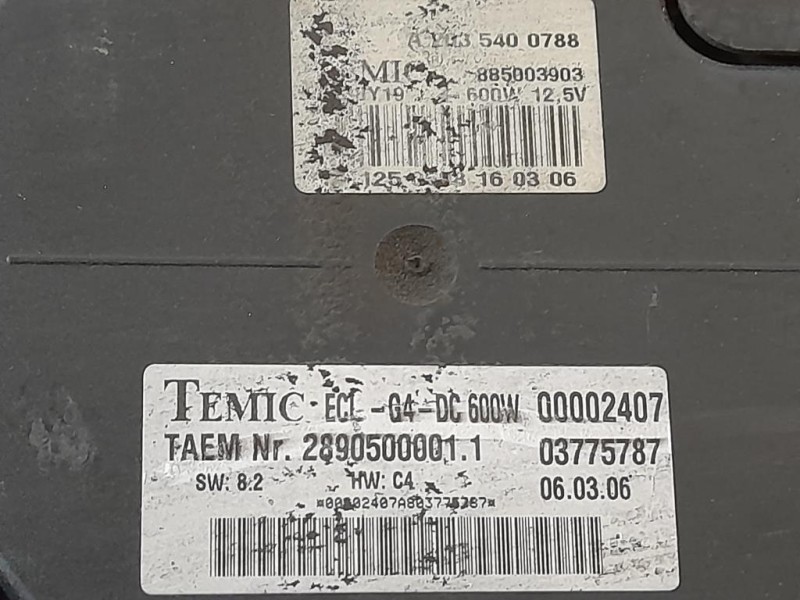 540 0788
885003903
600W 12,5V
16 03 06
TEMIC ECL-G4-DC 600W 00002407
TAEM Nr. 2890500001.1 03775787
SW: 8.2 HW: C4 06.03.06